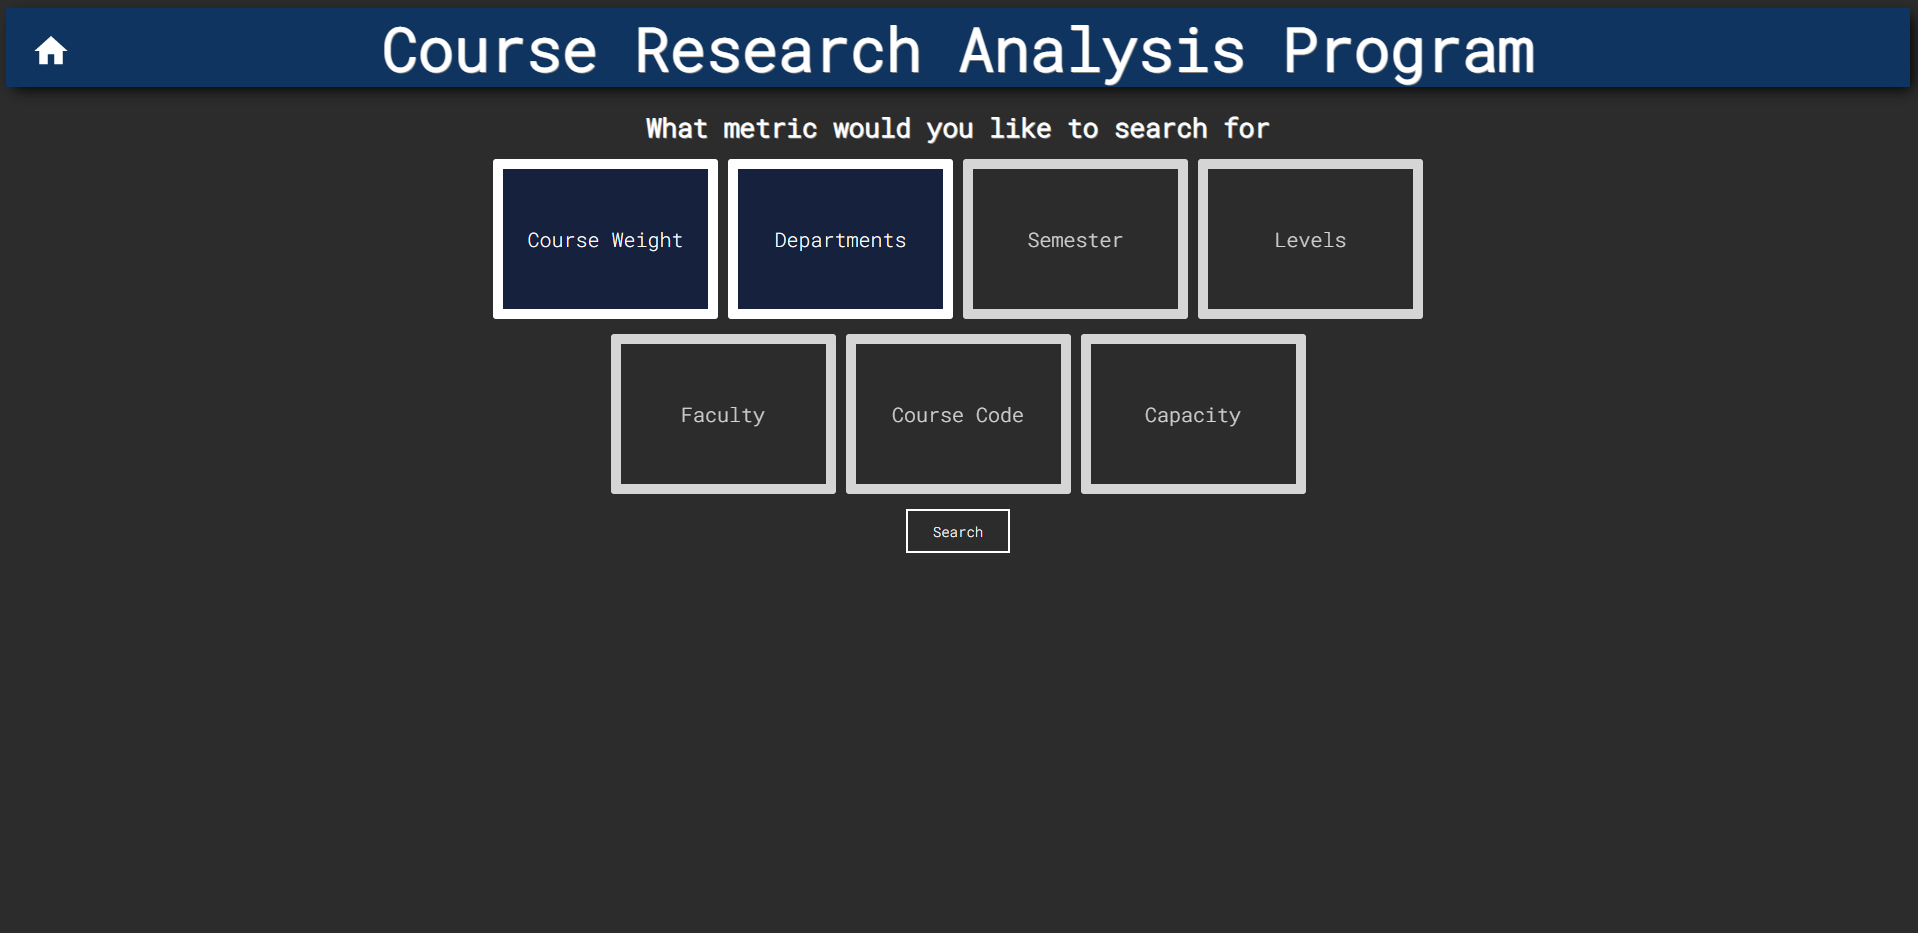 Course Research Analysis Program
What metric would you like to search for
Course Weight
Departments
Semester
Levels
Faculty
Course Code
Capacity
Search